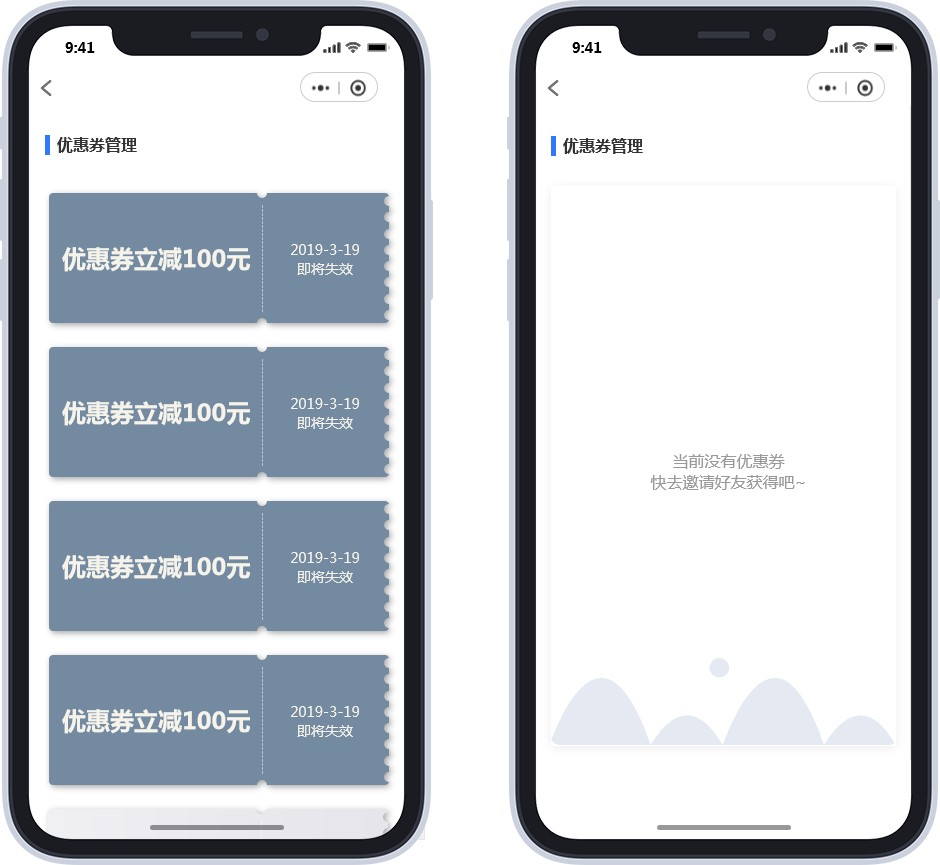 9:41
优惠券管理
优惠券立减100元
2019-3-19
即将失效
优惠券立减100元
2019-3-19
即将失效
优惠券立减100元
2019-3-19
即将失效
优惠券立减100元
2019-3-19
即将失效
9:41
优惠券管理
当前没有优惠券
快去邀请好友获得吧~